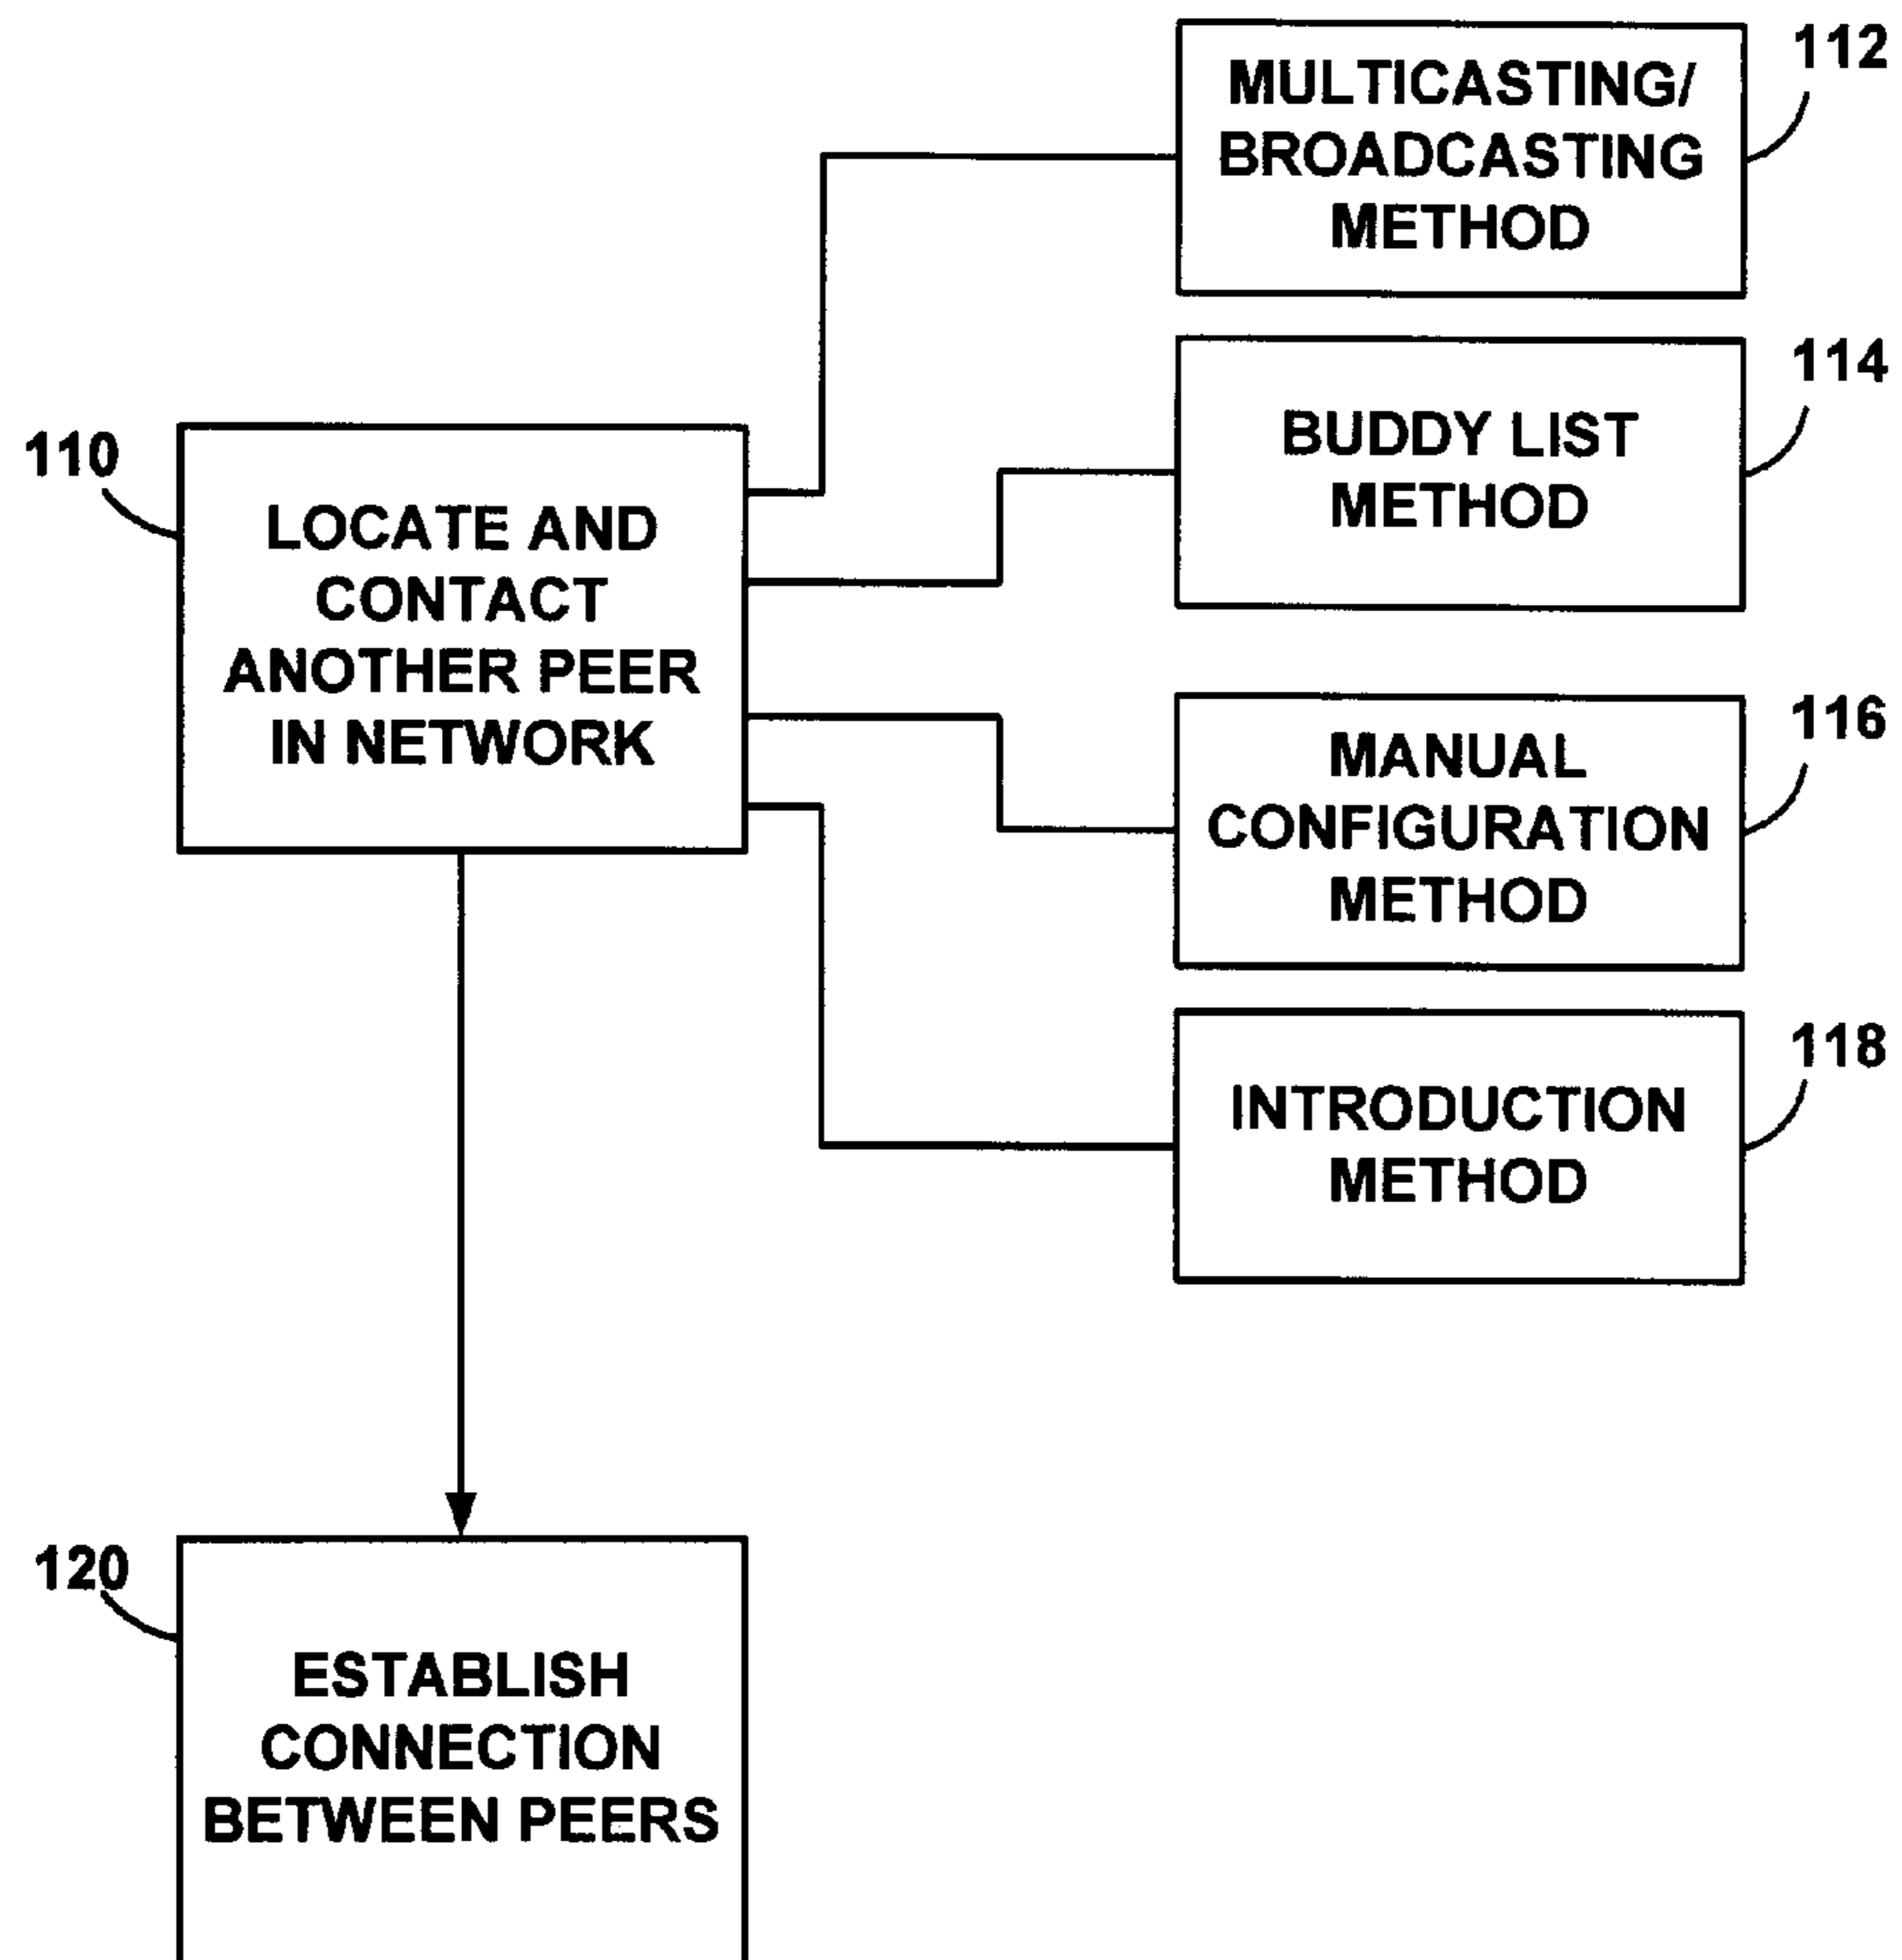 112
MULTICASTING/
BROADCASTING
METHOD
114
BUDDY LIST
METHOD
110
LOCATE AND
CONTACT
ANOTHER PEER
IN NETWORK
116
MANUAL
CONFIGURATION
METHOD
118
INTRODUCTION
METHOD
120
ESTABLISH
CONNECTION
BETWEEN PEERS